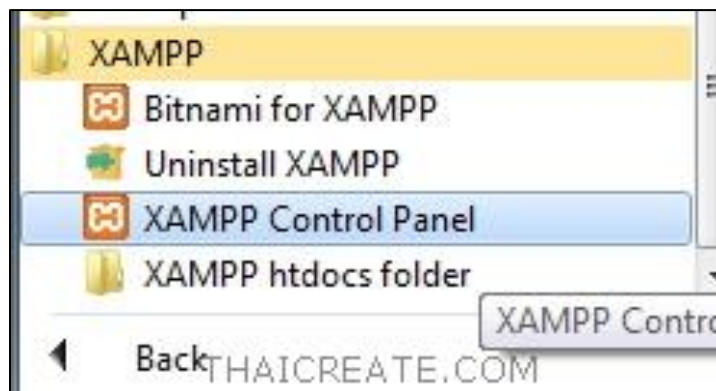 XAMPP
Bitnami for XAMPP
Uninstall XAMPP
XAMPP Control Panel
XAMPP htdocs folder
XAMPP Contro
Back
THAICREATE.COM